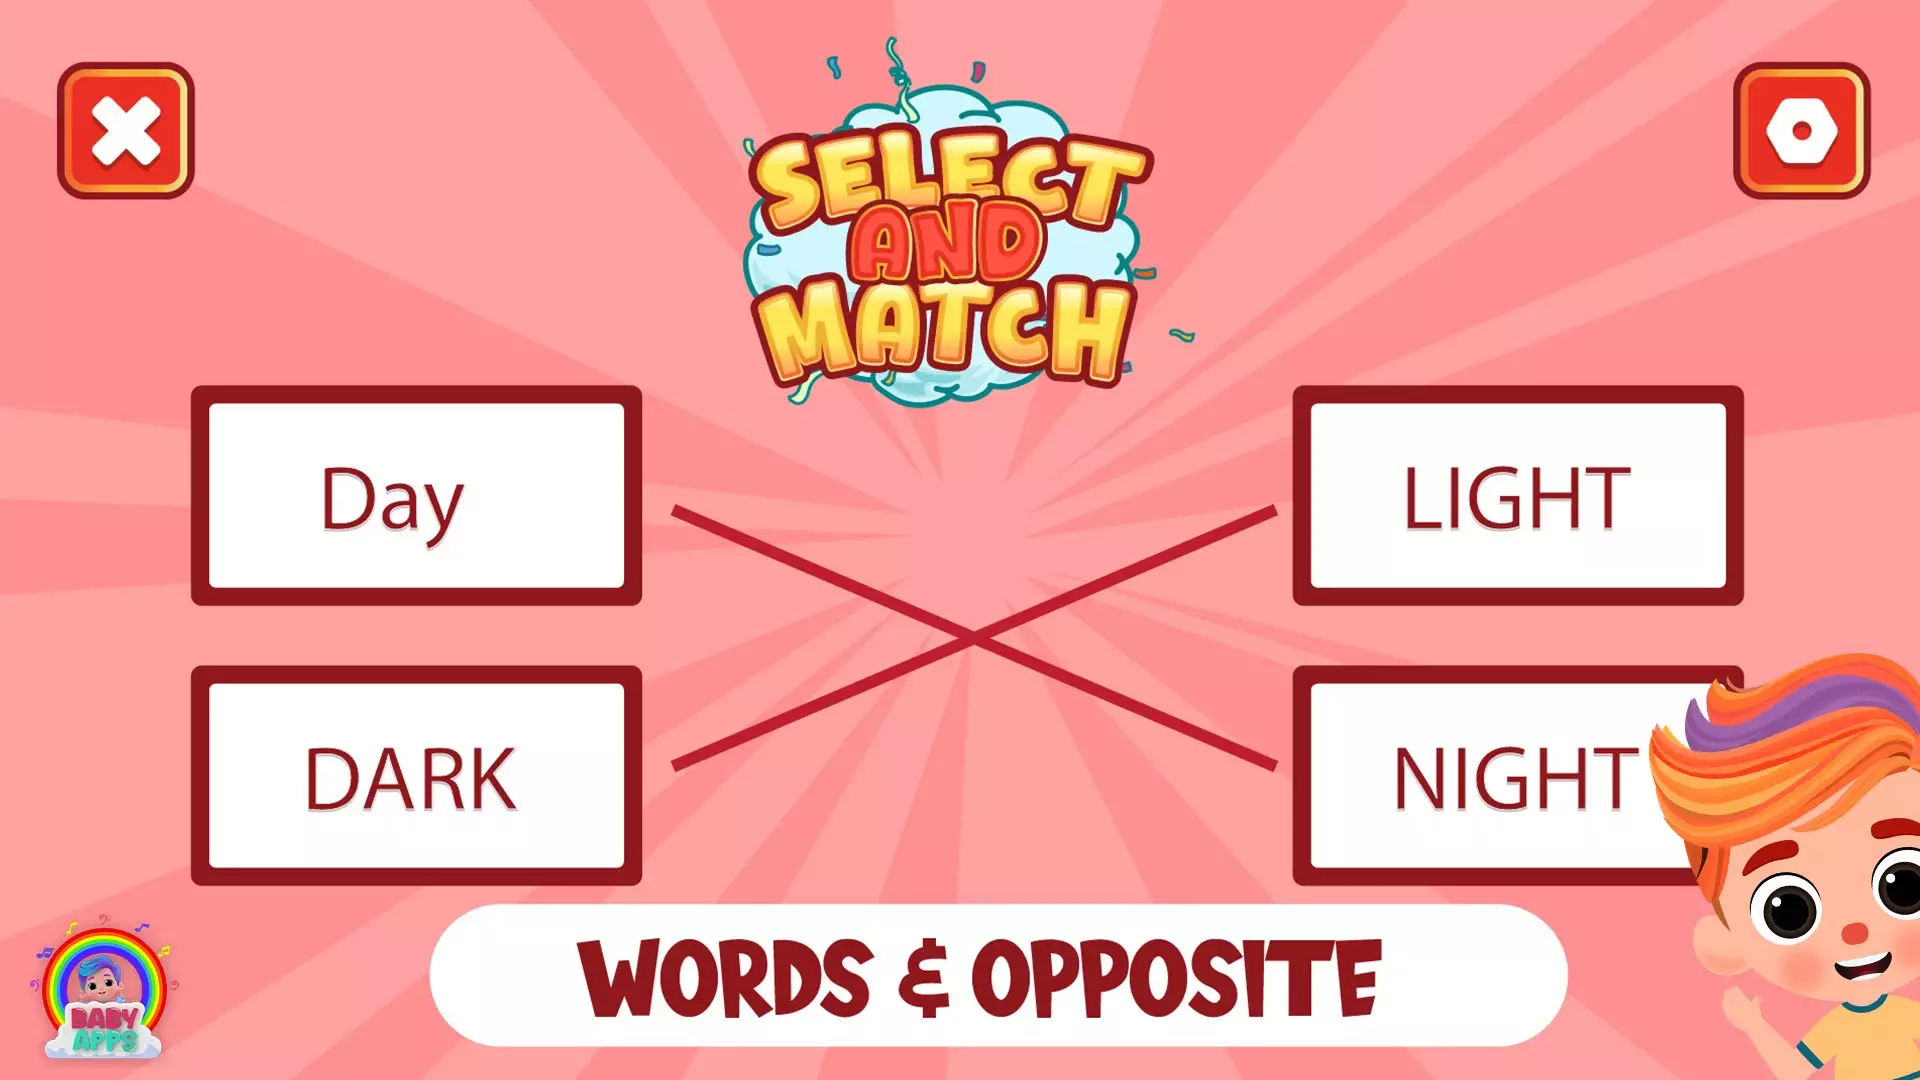 SELECT
AND
MATCH
Day
LIGHT
DARK
NIGHT
WORDS & OPPOSITE
BABY
APPS